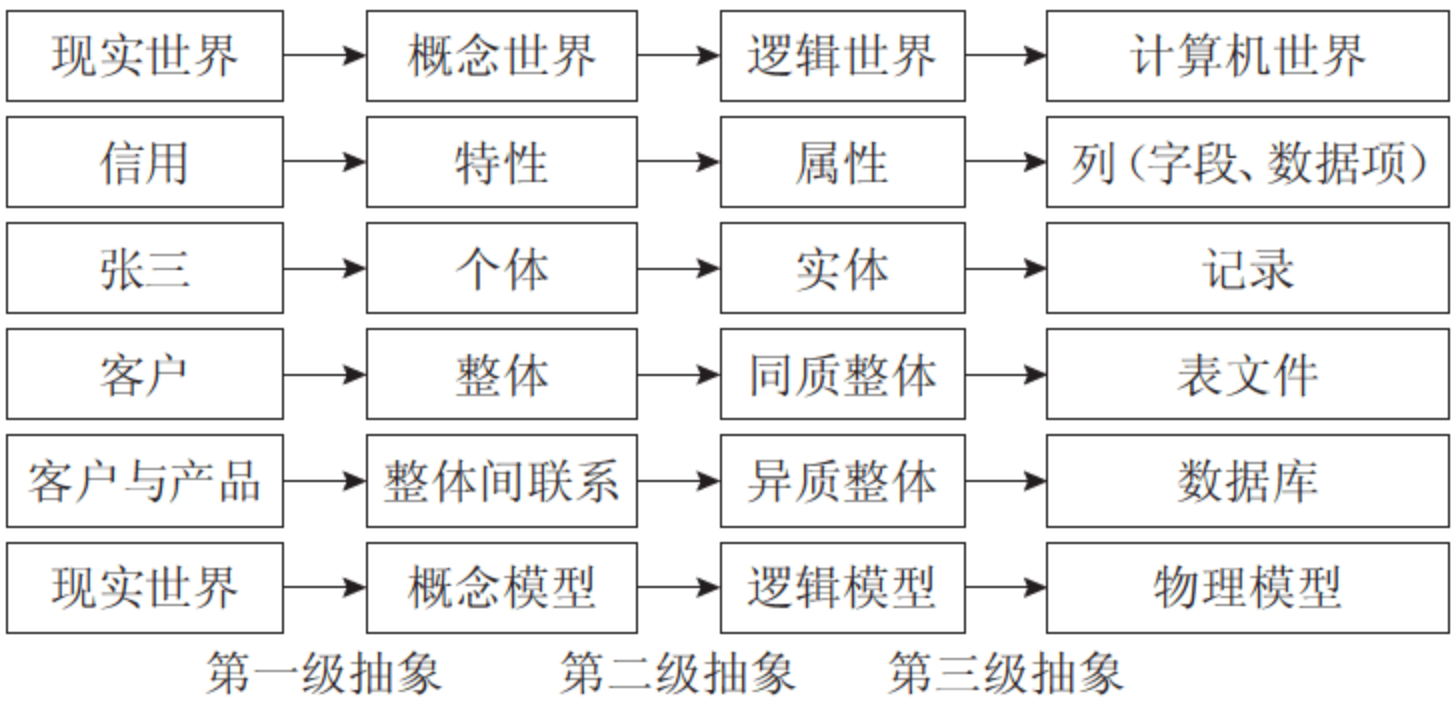 现实世界 概念世界 逻辑世界 计算机世界
信用 特性 属性 列(字段、数据项)
张三 个体 实体 记录
客户 整体 同质整体 表文件
客户与产品 整体间联系 异质整体 数据库
现实世界 概念模型 逻辑模型 物理模型
第一级抽象 第二级抽象 第三级抽象